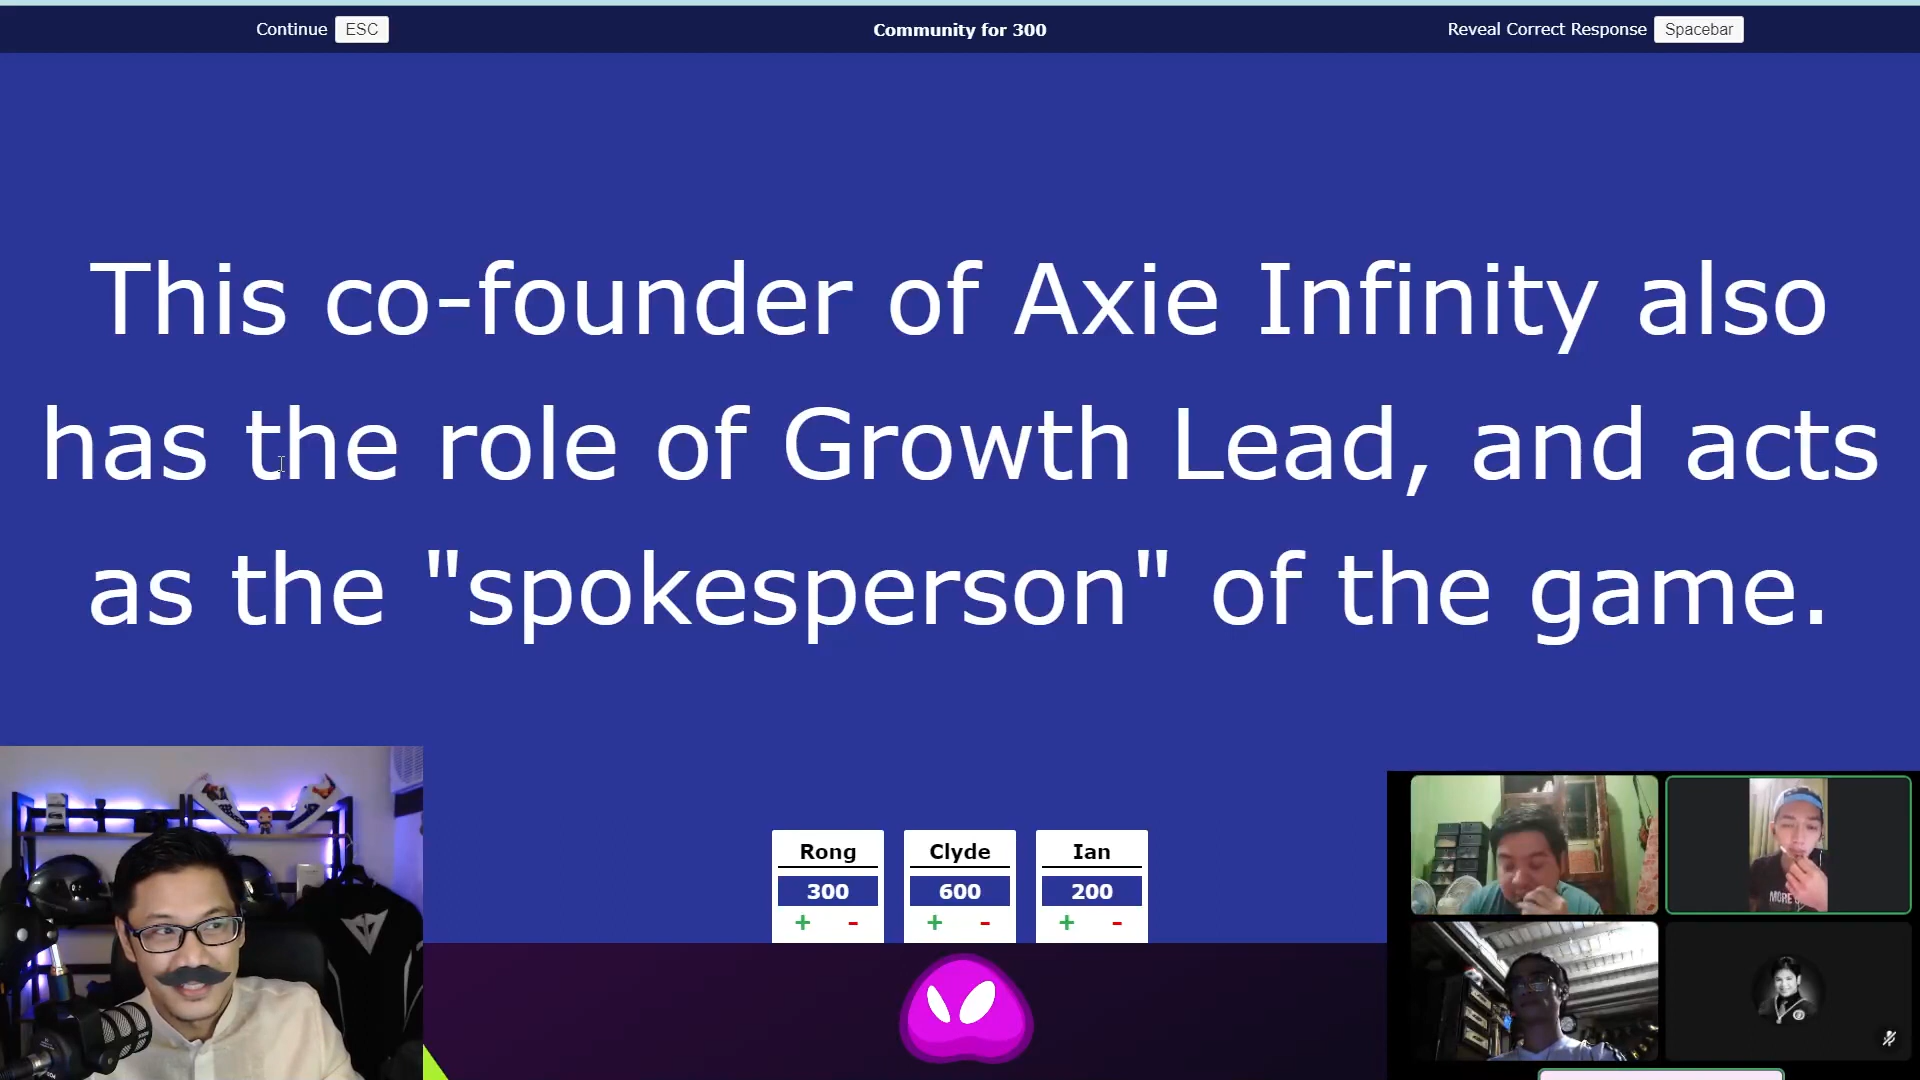 Continue ESC
Community for 300
Reveal Correct Response Spacebar
This co-founder of Axie Infinity also
has the role of Growth Lead, and acts
as the "spokesperson" of the game.
Rong
300
+ -
Clyde
600
+ -
Ian
200
+ -
MORE